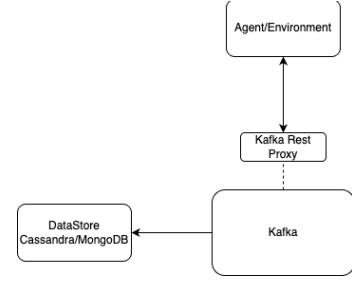 Agent/Environment
Kafka Rest
Proxy
DataStore
Cassandra/MongoDB
Kafka